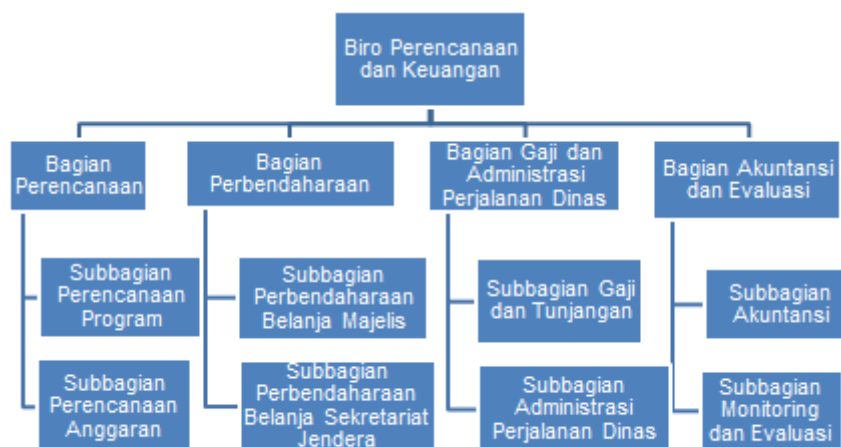 Biro Perencanaan
dan Keuangan
Bagian
Perencanaan
Bagian
Perbendaharaan
Bagian Gaji dan
Administrasi
Perjalanan Dinas
Bagian Akuntansi
dan Evaluasi
Subbagian
Perencanaan
Program
Subbagian
Perbendaharaan
Belanja Majelis
Subbagian Gaji
dan Tunjangan
Subbagian
Akuntansi
Subbagian
Perencanaan
Anggaran
Subbagian
Perbendaharaan
Belanja Sekretariat
Jendera
Subbagian
Administrasi
Perjalanan Dinas
Subbagian
Monitoring
dan Evaluasi